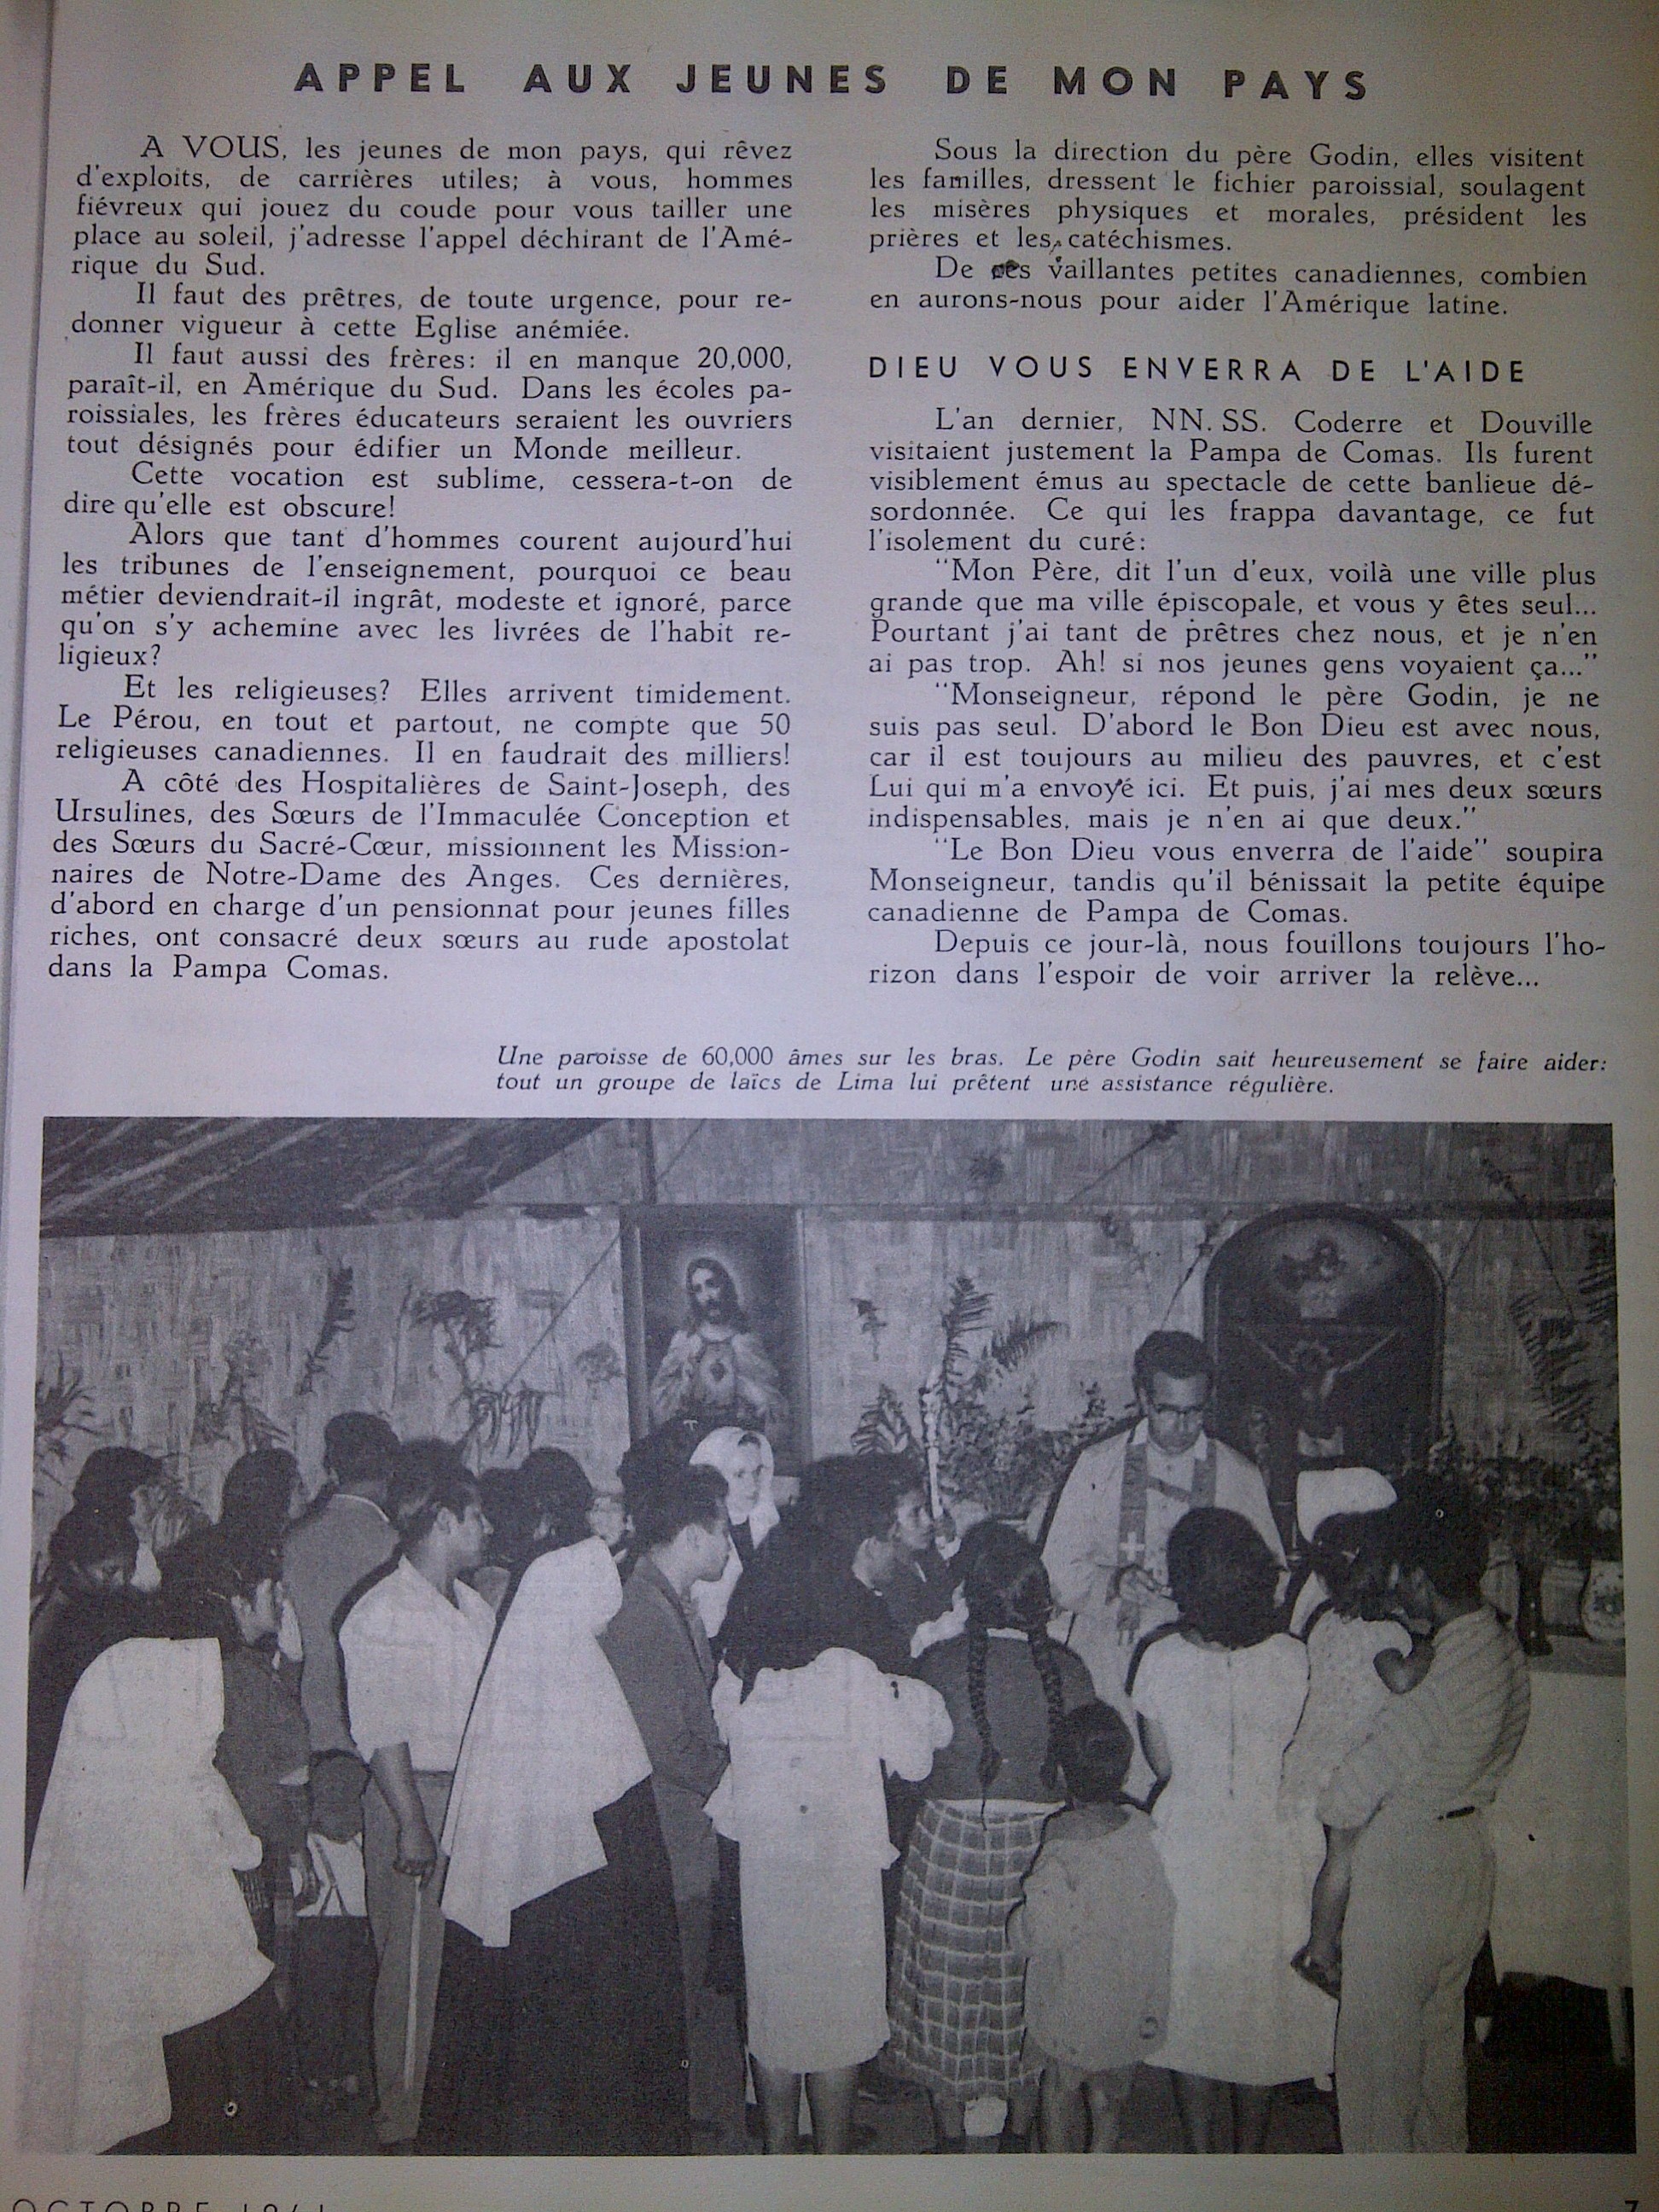 APPEL AUX JEUNES DE MON PAYS
A VOUS, les jeunes de mon pays, qui rêvez
d'exploits, de carrières utiles; à vous, hommes
fiévreux qui jouez du coude pour vous tailler une
place au soleil, j'adresse l'appel déchirant de l'Amé-
rique du Sud.
Il faut des prêtres, de toute urgence, pour re-
donner vigueur à cette Eglise anémiée.
Il faut aussi des frères: il en manque 20,000,
paraît-il, en Amérique du Sud. Dans les écoles pa-
roissiales, les frères éducateurs seraient les ouvriers
tout désignés pour édifier un Monde meilleur.
Cette vocation est sublime, cessera-t-on de
dire qu'elle est obscure!
Alors que tant d'hommes courent aujourd'hui
les tribunes de l'enseignement, pourquoi ce beau
métier deviendrait-il ingrât, modeste et ignoré, parce
qu'on s'y achemine avec les livrées de l'habit re-
ligieux?
Et les religieuses? Elles arrivent timidement.
Le Pérou, en tout et partout, ne compte que 50
religieuses canadiennes. Il en faudrait des milliers!
A côté des Hospitalières de Saint-Joseph, des
Ursulines, des Sœurs de l'Immaculée Conception et
des Sœurs du Sacré-Cœur, missionnent les Mission-
naires de Notre-Dame des Anges. Ces dernières,
d'abord en charge d'un pensionnat pour jeunes filles
riches, ont consacré deux sœurs au rude apostolat
dans la Pampa Comas.
Sous la direction du père Godin, elles visitent
les familles, dressent le fichier paroissial, soulagent
les misères physiques et morales, président les
prières et les catéchismes.
De ces vaillantes petites canadiennes, combien
en aurons-nous pour aider l'Amérique latine.
DIEU VOUS ENVERRA DE L'AIDE
L'an dernier, NN. SS. Coderre et Douville
visitaient justement la Pampa de Comas. Ils furent
visiblement émus au spectacle de cette banlieue dé-
sordonnée. Ce qui les frappa davantage, ce fut
l'isolement du curé:
"Mon Père, dit l'un d'eux, voilà une ville plus
grande que ma ville épiscopale, et vous y êtes seul...
Pourtant j'ai tant de prêtres chez nous, et je n'en
ai pas trop. Ah! si nos jeunes gens voyaient ça..."
"Monseigneur, répond le père Godin, je ne
suis pas seul. D'abord le Bon Dieu est avec nous,
car il est toujours au milieu des pauvres, et c'est
Lui qui m'a envoyé ici. Et puis, j'ai mes deux sœurs
indispensables, mais je n'en ai que deux."
"Le Bon Dieu vous enverra de l'aide" soupira
Monseigneur, tandis qu'il bénissait la petite équipe
canadienne de Pampa de Comas.
Depuis ce jour-là, nous fouillons toujours l'ho-
rizon dans l'espoir de voir arriver la relève...
Une paroisse de 60,000 âmes sur les bras. Le père Godin sait heureusement se faire aider:
tout un groupe de laïcs de Lima lui prêtent une assistance régulière.
OCTOBRE 1961
7